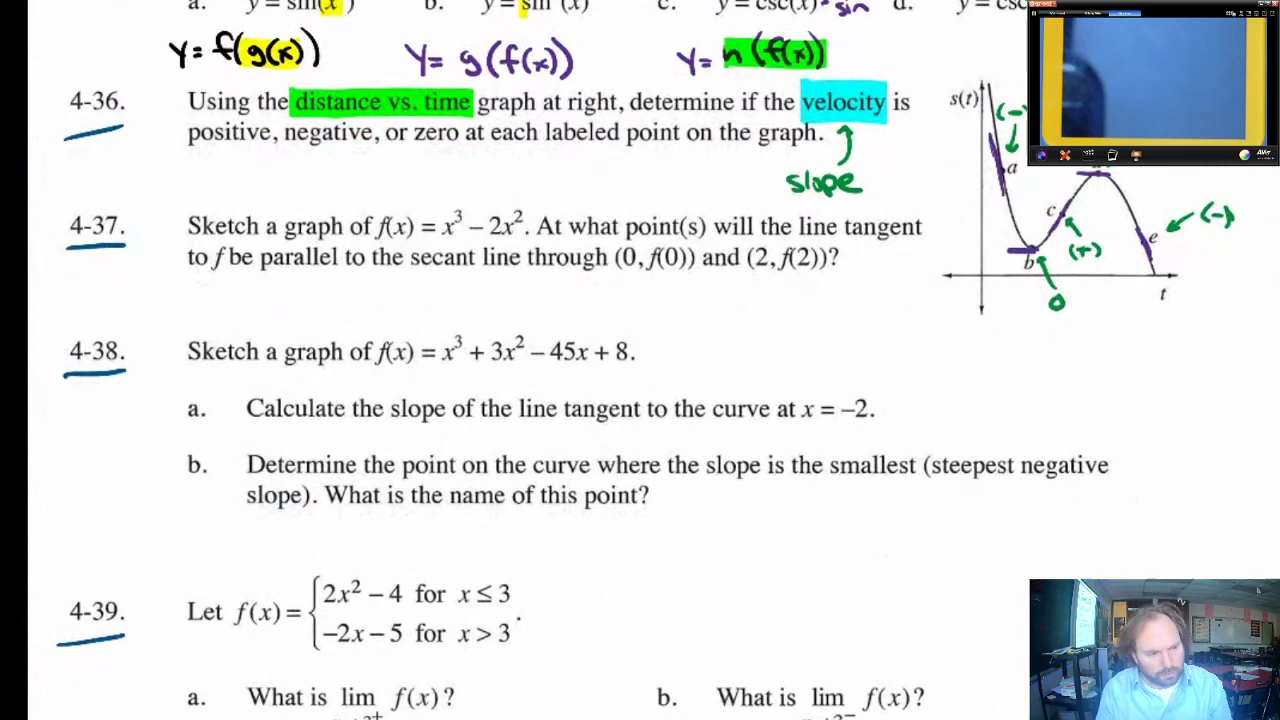 a. y = sin(x ) b. y = sin (x) c. y = csc(x) • sin d. y = csc
y= f(g(x)) y= g(f(x)) y= h(f(x))
4-36. Using the distance vs. time graph at right, determine if the velocity is
positive, negative, or zero at each labeled point on the graph.
slope
s(t)
(-)
a
c
e
(-)
b
(+)
0
t
4-37. Sketch a graph of f(x) = x³ – 2x². At what point(s) will the line tangent
to f be parallel to the secant line through (0, f(0)) and (2, f(2))?
4-38. Sketch a graph of f(x) = x³ + 3x² – 45x + 8.
a. Calculate the slope of the line tangent to the curve at x = –2.
b. Determine the point on the curve where the slope is the smallest (steepest negative
slope). What is the name of this point?
4-39. Let f(x) = { 2x² – 4 for x ≤ 3
–2x – 5 for x > 3 .
a. What is lim f(x)? b. What is lim f(x)?